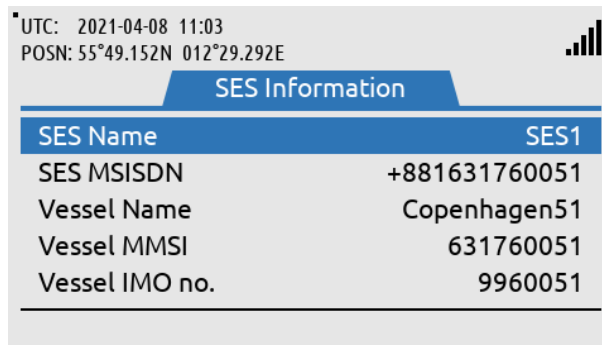 UTC: 2021-04-08 11:03
POSN: 55°49.152N 012°29.292E
SES Information
SES Name SES1
SES MSISDN +881631760051
Vessel Name Copenhagen51
Vessel MMSI 631760051
Vessel IMO no. 9960051